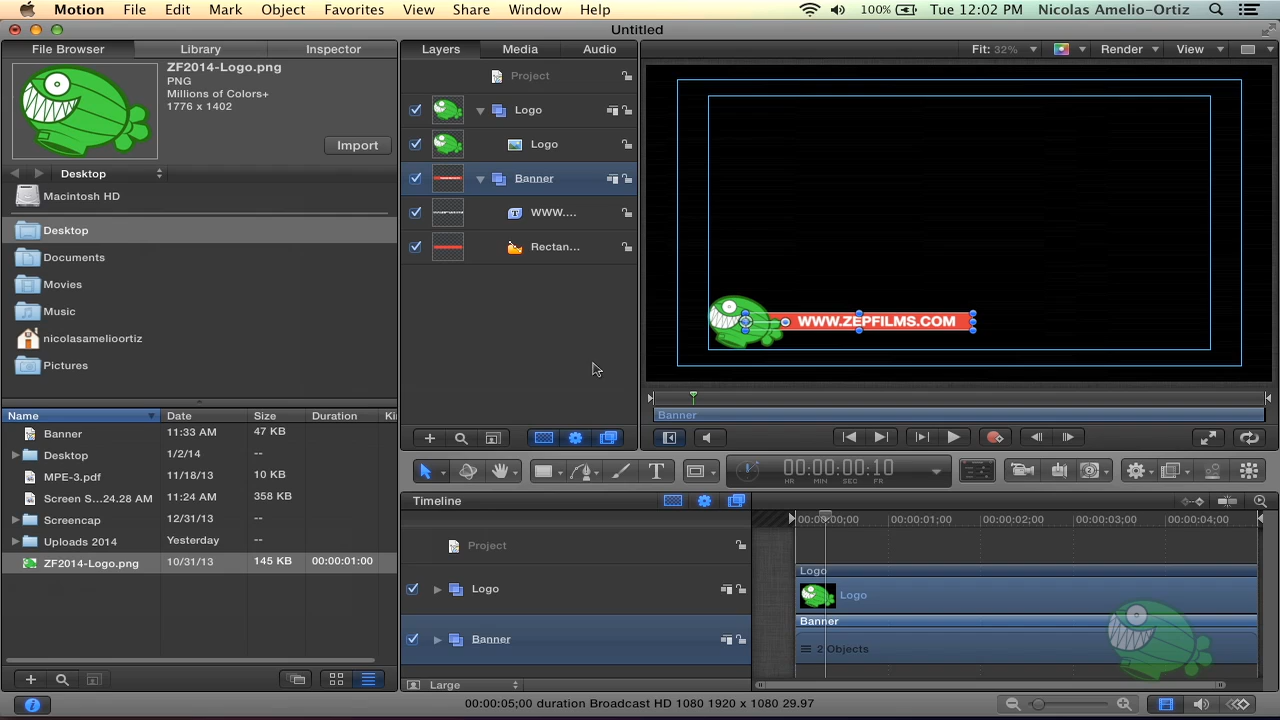 Motion File Edit Mark Object Favorites View Share Window Help 100% Tue 12:02 PM Nicolas Amelio-Ortiz
Untitled
File Browser Library Inspector Layers Media Audio Fit: 32% Render View
ZF2014-Logo.png
PNG
Millions of Colors+
1776 x 1402
Import
Desktop
Macintosh HD
Desktop
Documents
Movies
Music
nicolasamelioortiz
Pictures
Project
Logo
Logo
Banner
WWW....
Rectan...
WWW.ZEPFILMS.COM
Banner
Name Date Size Duration Ki
Banner 11:33 AM 47 KB
Desktop 1/2/14 --
MPE-3.pdf 11/18/13 10 KB
Screen S...24.28 AM 11:24 AM 358 KB
Screencap 12/31/13 --
Uploads 2014 Yesterday --
ZF2014-Logo.png 10/31/13 145 KB 00:00:01:00
00:00:00:10
HR MIN SEC FR
Timeline
00:00:00;00 00:00:01;00 00:00:02;00 00:00:03;00 00:00:04;00
Project
Logo
Banner
Logo
Logo
Banner
2 Objects
Large
00:00:05;00 duration Broadcast HD 1080 1920 x 1080 29.97